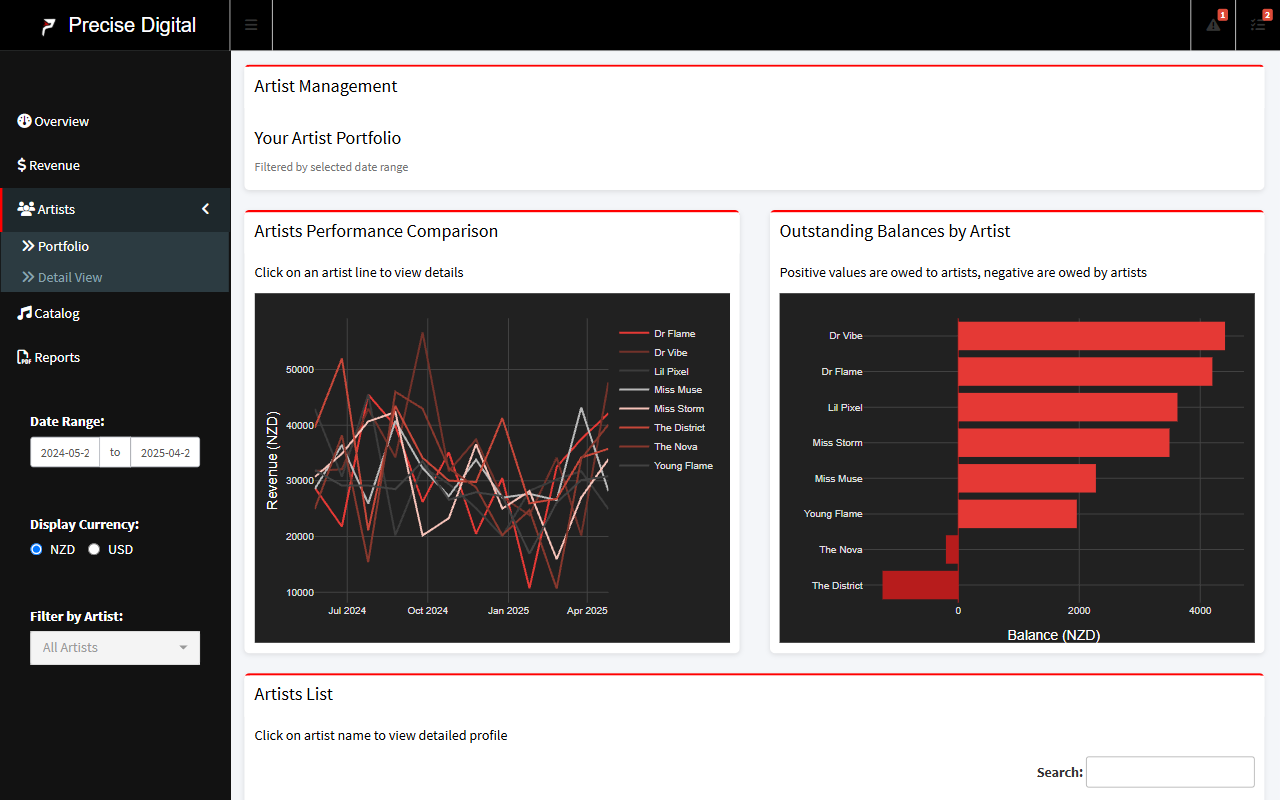 Precise Digital
1
2
Overview
Revenue
Artists
Portfolio
Detail View
Catalog
Reports
Date Range:
2024-05-2 to 2025-04-2
Display Currency:
NZD USD
Filter by Artist:
All Artists
Artist Management
Your Artist Portfolio
Filtered by selected date range
Artists Performance Comparison
Click on an artist line to view details
Revenue (NZD)
50000
40000
30000
20000
10000
Jul 2024 Oct 2024 Jan 2025 Apr 2025
Dr Flame
Dr Vibe
Lil Pixel
Miss Muse
Miss Storm
The District
The Nova
Young Flame
Outstanding Balances by Artist
Positive values are owed to artists, negative are owed by artists
Dr Vibe
Dr Flame
Lil Pixel
Miss Storm
Miss Muse
Young Flame
The Nova
The District
0 2000 4000
Balance (NZD)
Artists List
Click on artist name to view detailed profile
Search: